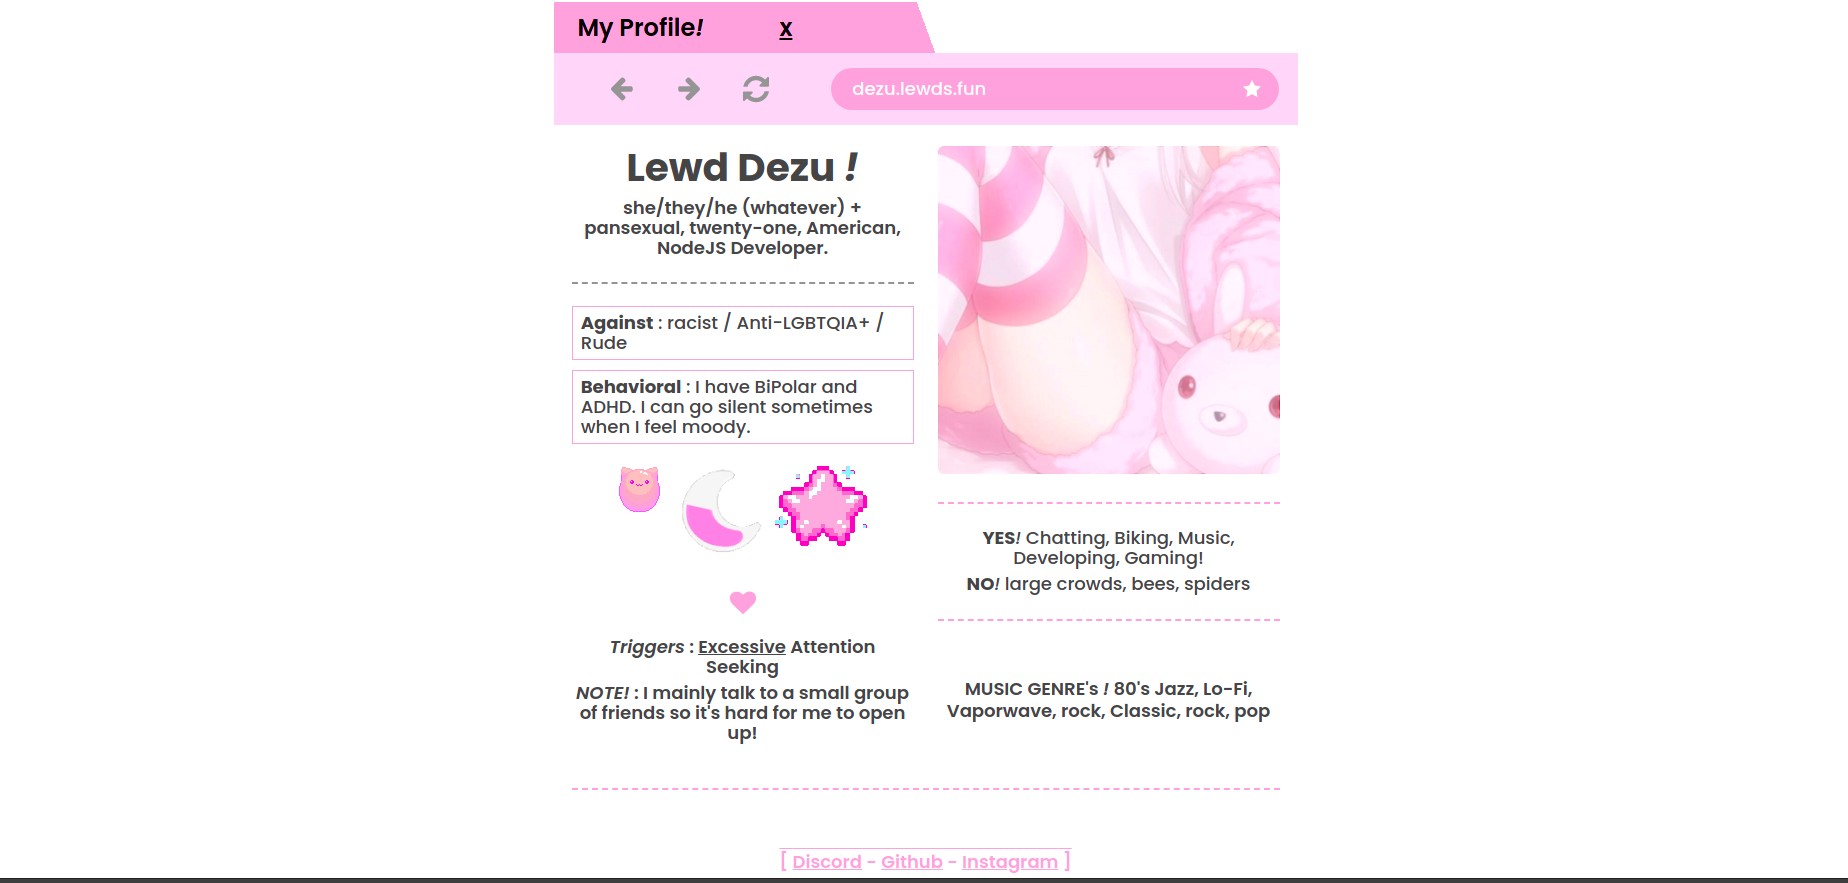 My Profile!
x
dezu.lewds.fun
Lewd Dezu !
she/they/he (whatever) +
pansexual, twenty-one, American,
NodeJS Developer.
Against : racist / Anti-LGBTQIA+ /
Rude
Behavioral : I have BiPolar and
ADHD. I can go silent sometimes
when I feel moody.
Triggers : Excessive Attention
Seeking
NOTE! : I mainly talk to a small group
of friends so it's hard for me to open
up!
YES! Chatting, Biking, Music,
Developing, Gaming!
NO! large crowds, bees, spiders
MUSIC GENRE's ! 80's Jazz, Lo-Fi,
Vaporwave, rock, Classic, rock, pop
[ Discord - Github - Instagram ]